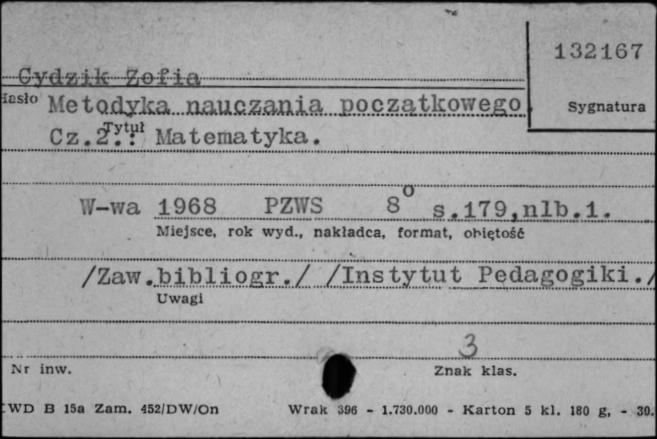 132167
Cydzik Zofia
Hasło Metodyka nauczania początkowego
Sygnatura
Tytuł
Cz.2.: Matematyka.
W-wa 1968 PZWS 8° s.179,nlb.1.
Miejsce, rok wyd., nakładca, format, objętość
/Zaw.bibliogr./ /Instytut Pedagogiki./
Uwagi
3
Nr inw. Znak klas.
WD B 15a Zam. 452/DW/On Wrak 396 - 1.730.000 - Karton 5 kl. 180 g, - 30.